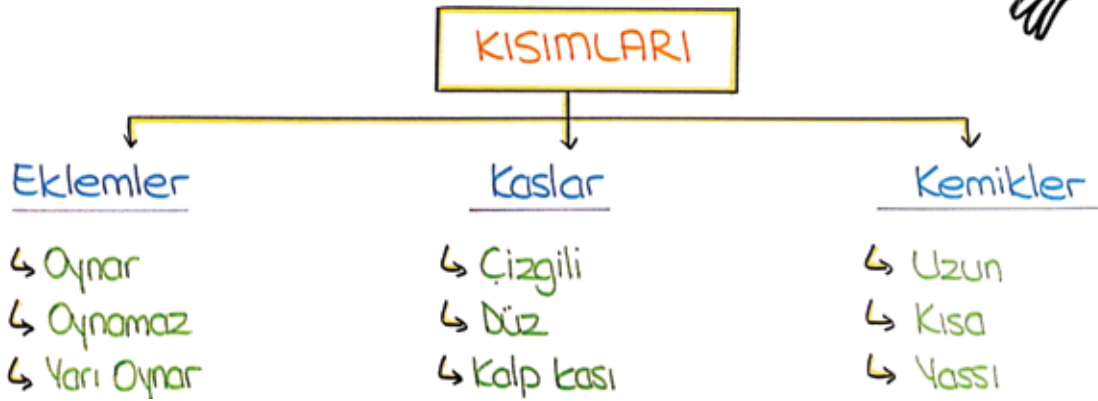 KISIMLARI
Eklemler
Oynar
Oynamaz
Yarı Oynar
Kaslar
Çizgili
Düz
Kalp kası
Kemikler
Uzun
Kısa
Yassı